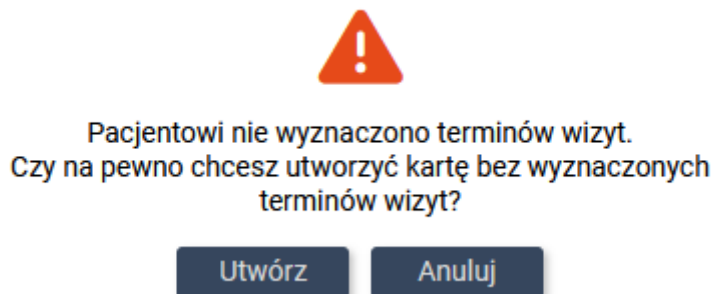 Pacjentowi nie wyznaczono terminów wizyt.
Czy na pewno chcesz utworzyć kartę bez wyznaczonych
terminów wizyt?
Utwórz Anuluj